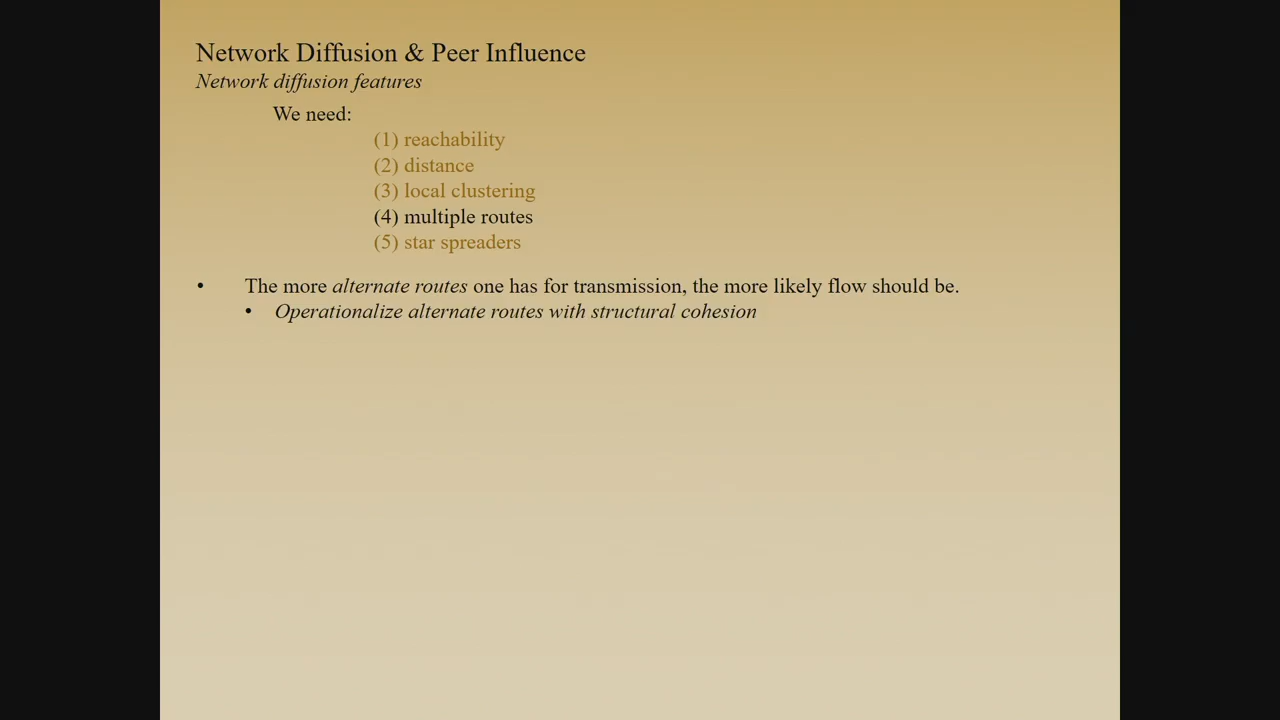 Network Diffusion & Peer Influence
Network diffusion features
We need:
(1) reachability
(2) distance
(3) local clustering
(4) multiple routes
(5) star spreaders
• The more alternate routes one has for transmission, the more likely flow should be.
• Operationalize alternate routes with structural cohesion